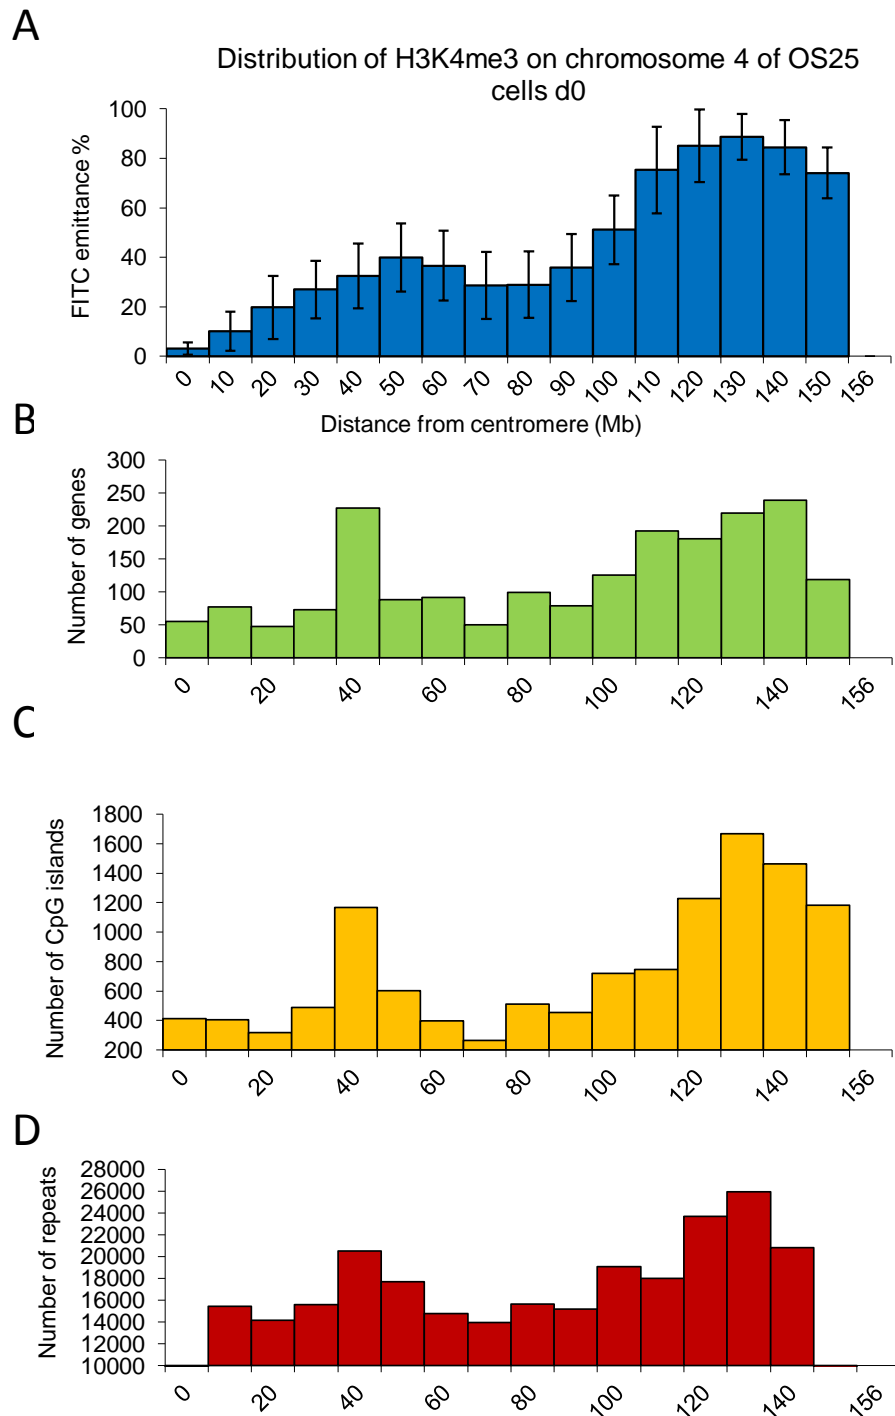 A
Distribution of H3K4me3 on chromosome 4 of OS25
cells d0
FITC emittance %
100
80
60
40
20
0
0 10 20 30 40 50 60 70 80 90 100 110 120 130 140 150 156
Distance from centromere (Mb)
B
Number of genes
300
250
200
150
100
50
0
0 20 40 60 80 100 120 140 156
C
Number of CpG islands
1800
1600
1400
1200
1000
800
600
400
200
0 20 40 60 80 100 120 140 156
D
Number of repeats
28000
26000
24000
22000
20000
18000
16000
14000
12000
10000
0 20 40 60 80 100 120 140 156